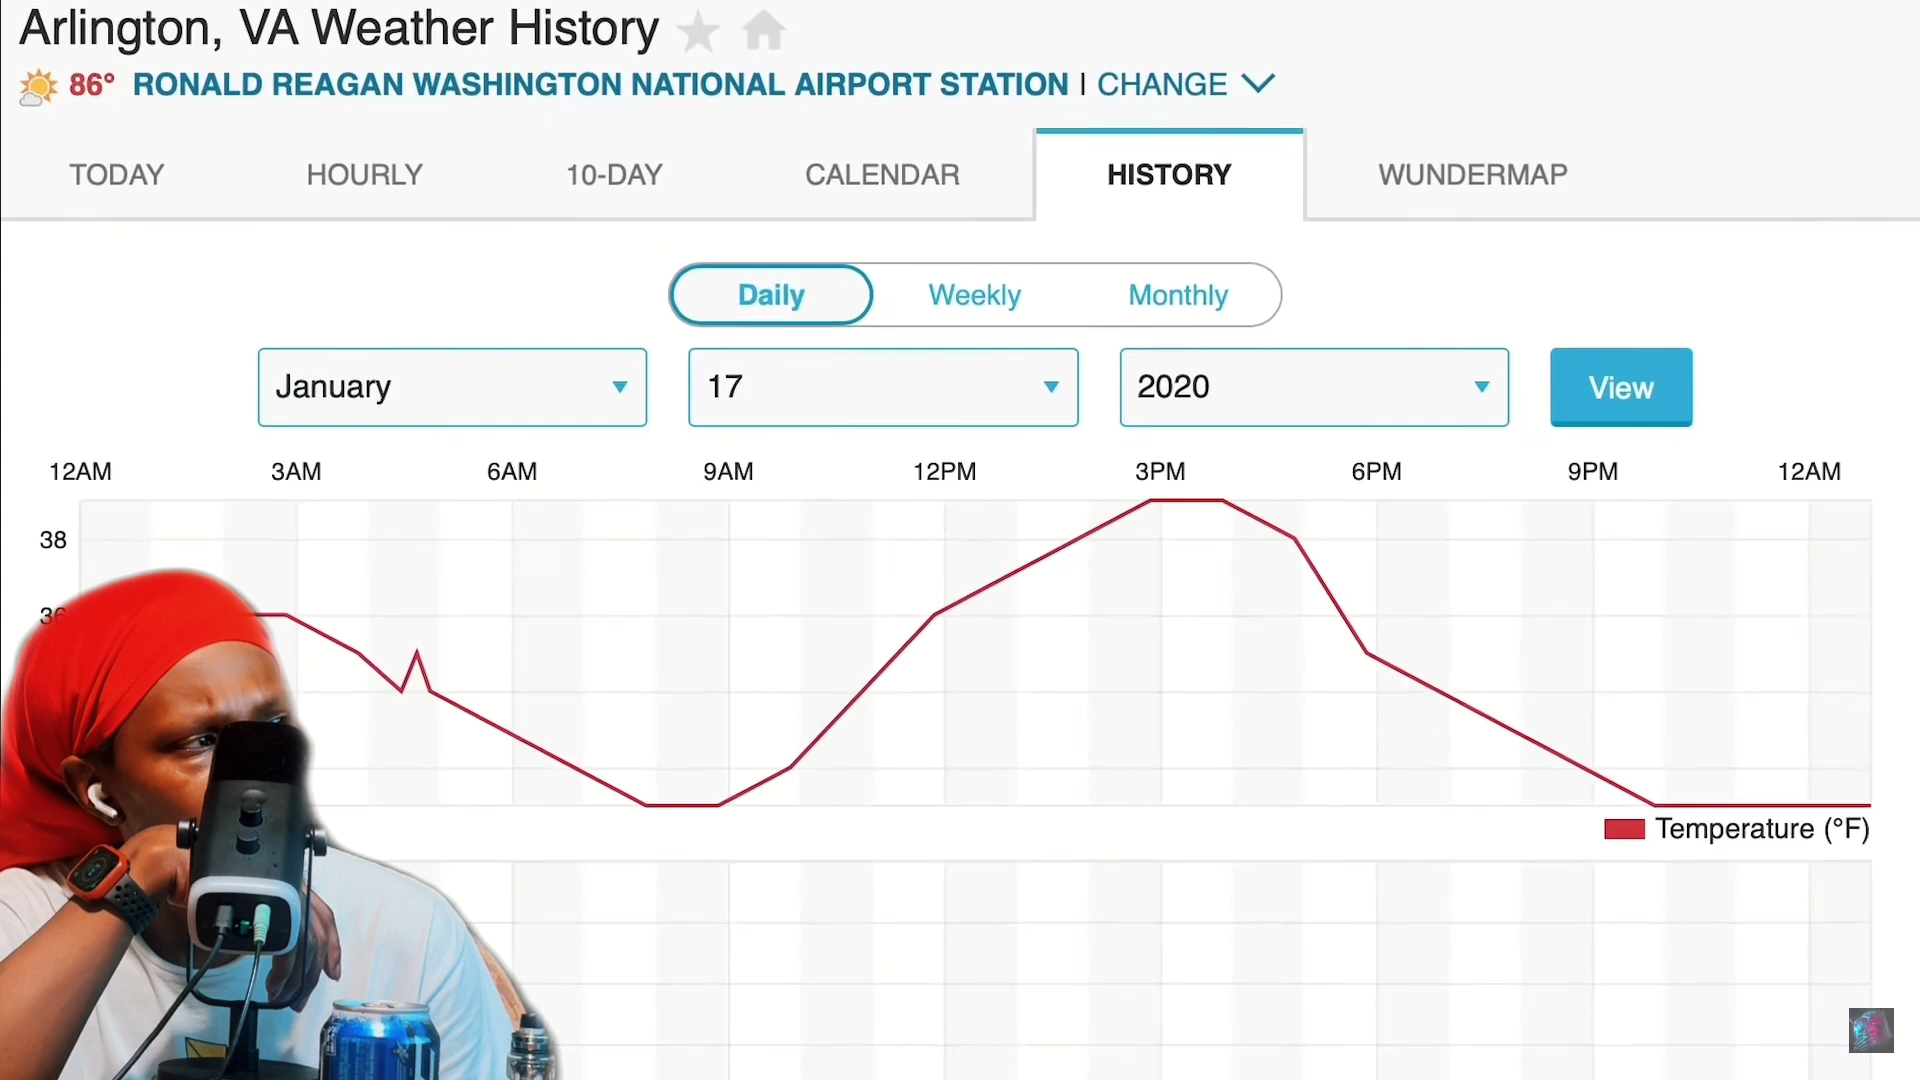 Arlington, VA Weather History
86° RONALD REAGAN WASHINGTON NATIONAL AIRPORT STATION | CHANGE
TODAY HOURLY 10-DAY CALENDAR HISTORY WUNDERMAP
Daily Weekly Monthly
January 17 2020 View
12AM 3AM 6AM 9AM 12PM 3PM 6PM 9PM 12AM
38
36
Temperature (°F)